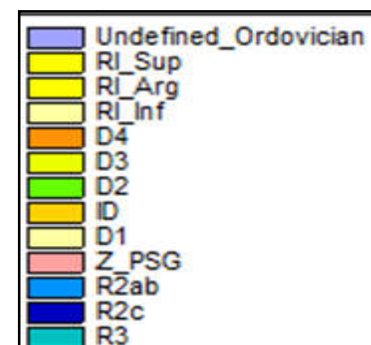 Undefined_Ordovician
RI_Sup
RI_Arg
RI_Inf
D4
D3
D2
ID
D1
Z_PSG
R2ab
R2c
R3